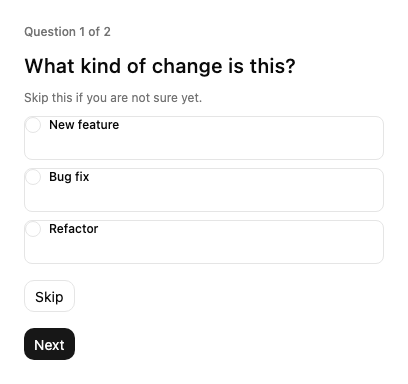 Question 1 of 2
What kind of change is this?
Skip this if you are not sure yet.
New feature
Bug fix
Refactor
Skip
Next